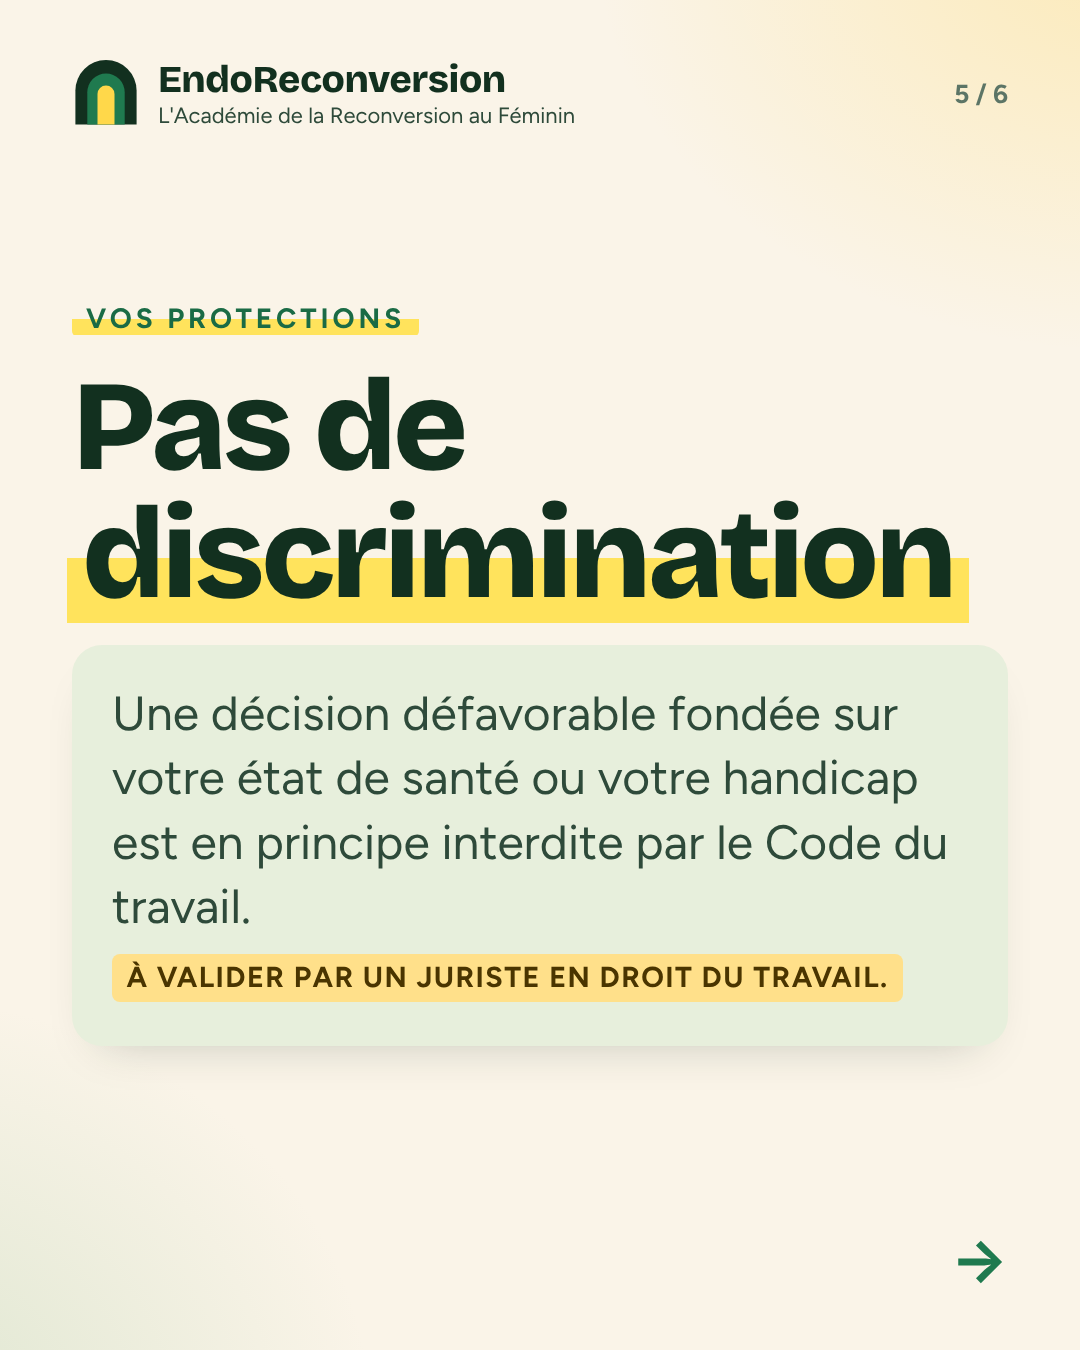 EndoReconversion
L'Académie de la Reconversion au Féminin
5 / 6
VOS PROTECTIONS
Pas de
discrimination
Une décision défavorable fondée sur
votre état de santé ou votre handicap
est en principe interdite par le Code du
travail.
À VALIDER PAR UN JURISTE EN DROIT DU TRAVAIL.